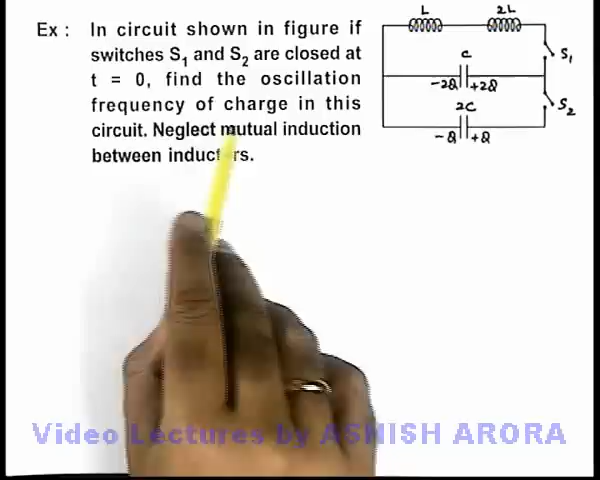 Ex : In circuit shown in figure if
switches S₁ and S₂ are closed at
t = 0, find the oscillation
frequency of charge in this
circuit. Neglect mutual induction
between inductors.
L 2L
S₁
C
-2Q +2Q
S₂
2C
-Q +Q
Video Lectures by ASHISH ARORA